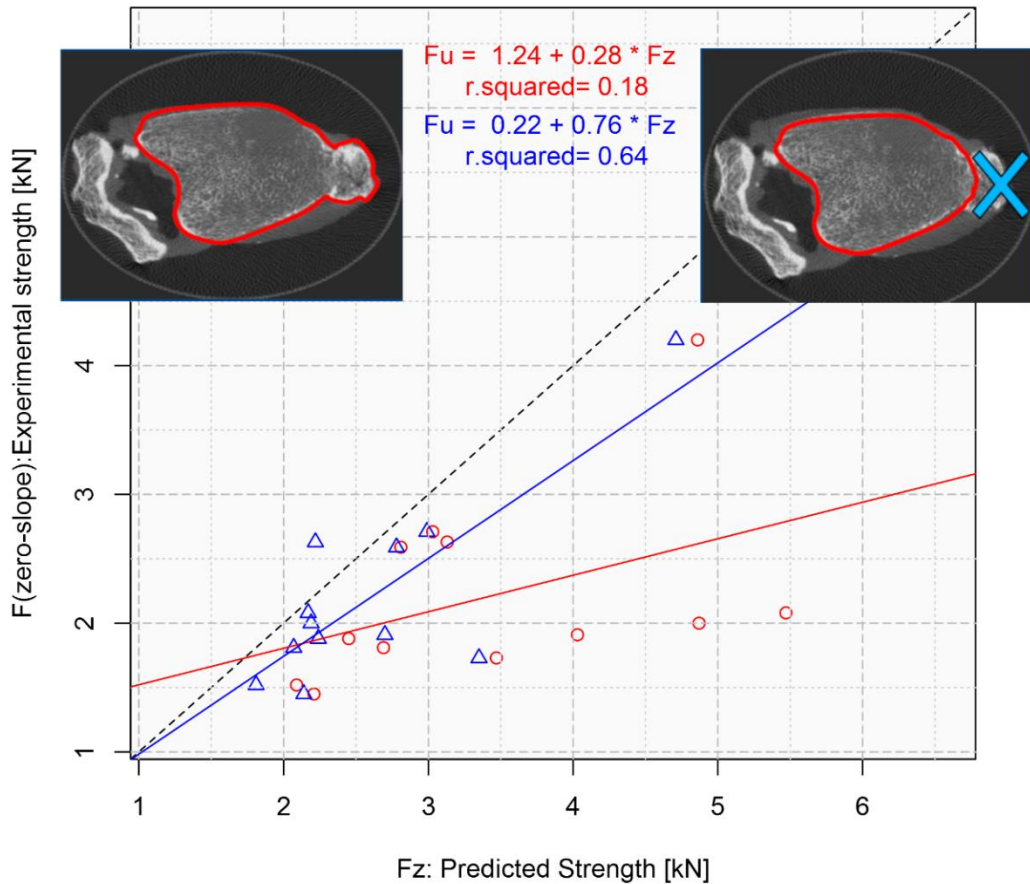 Fu = 1.24 + 0.28 * Fz
r.squared= 0.18
Fu = 0.22 + 0.76 * Fz
r.squared= 0.64
F(zero-slope):Experimental strength [kN]
4
3
2
1
1 2 3 4 5 6
Fz: Predicted Strength [kN]